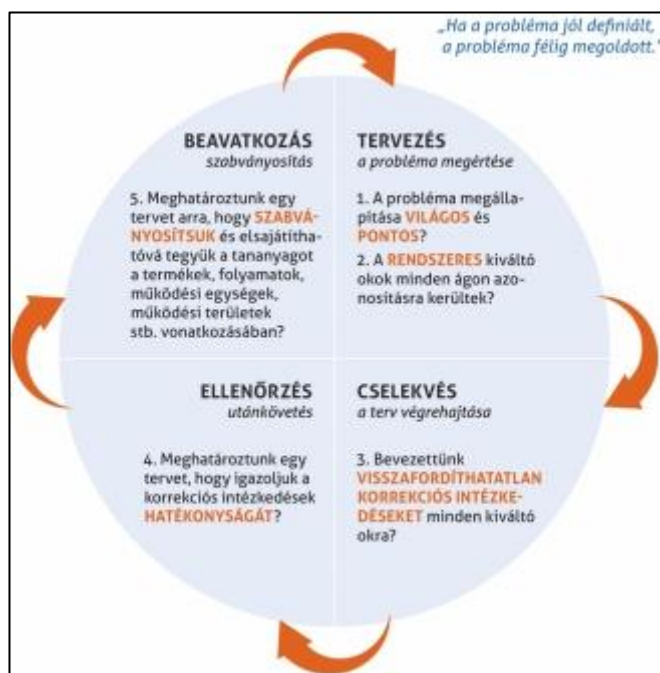 „Ha a probléma jól definiált,
a probléma félig megoldott.”
BEAVATKOZÁS
szabványosítás
5. Meghatároztunk egy
tervet arra, hogy SZABVÁ-
NYOSÍTSUK és elsajátítha-
tóvá tegyük a tananyagot
a termékek, folyamatok,
működési egységek,
működési területek
stb. vonatkozásában?
TERVEZÉS
a probléma megértése
1. A probléma megálla-
pítása VILÁGOS és
PONTOS?
2. A RENDSZERES kiváltó
okok minden ágon azo-
nosításra kerültek?
ELLENŐRZÉS
utánkövetés
4. Meghatároztunk egy
tervet, hogy igazoljuk a
korrekciós intézkedések
HATÉKONYSÁGÁT?
CSELEKVÉS
a terv végrehajtása
3. Bevezettünk
VISSZAFORDÍTHATATLAN
KORREKCIÓS INTÉZKE-
DÉSEKET minden kiváltó
okra?